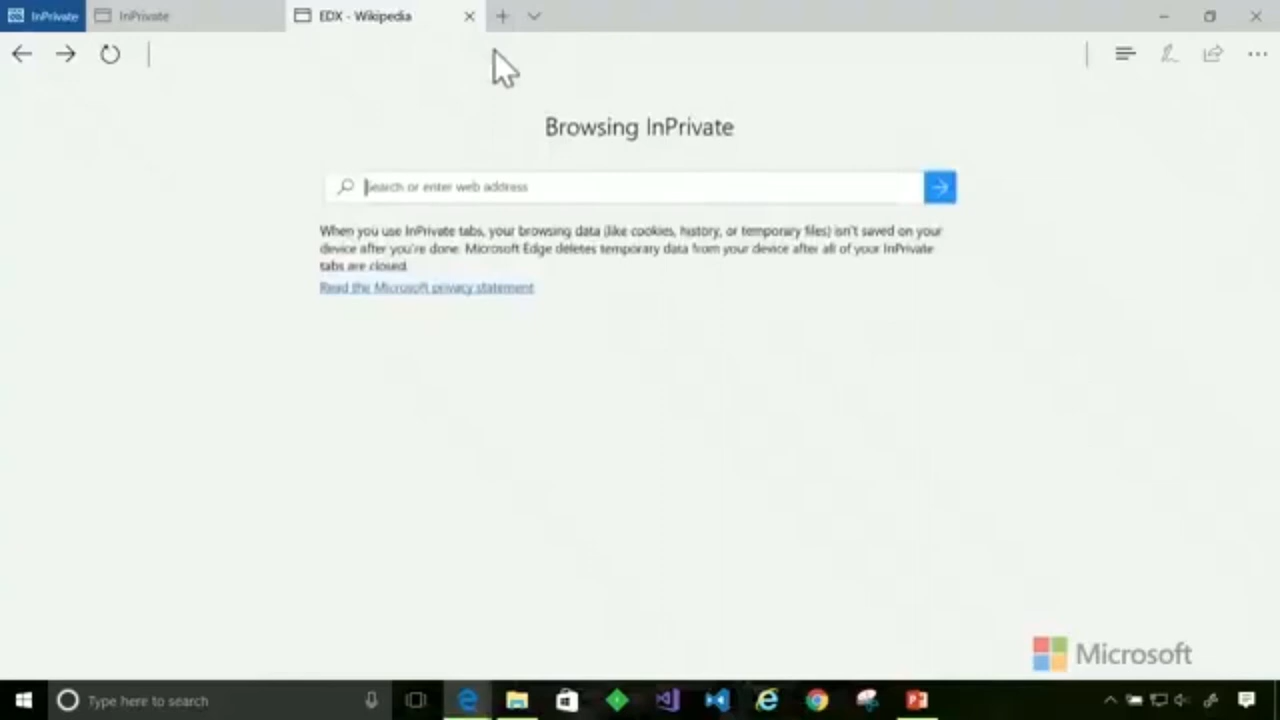 InPrivate
InPrivate
EDX - Wikipedia
Browsing InPrivate
Search or enter web address
When you use InPrivate tabs, your browsing data (like cookies, history, or temporary files) isn't saved on your
device after you're done. Microsoft Edge deletes temporary data from your device after all of your InPrivate
tabs are closed.
Read the Microsoft privacy statement
Microsoft
Type here to search